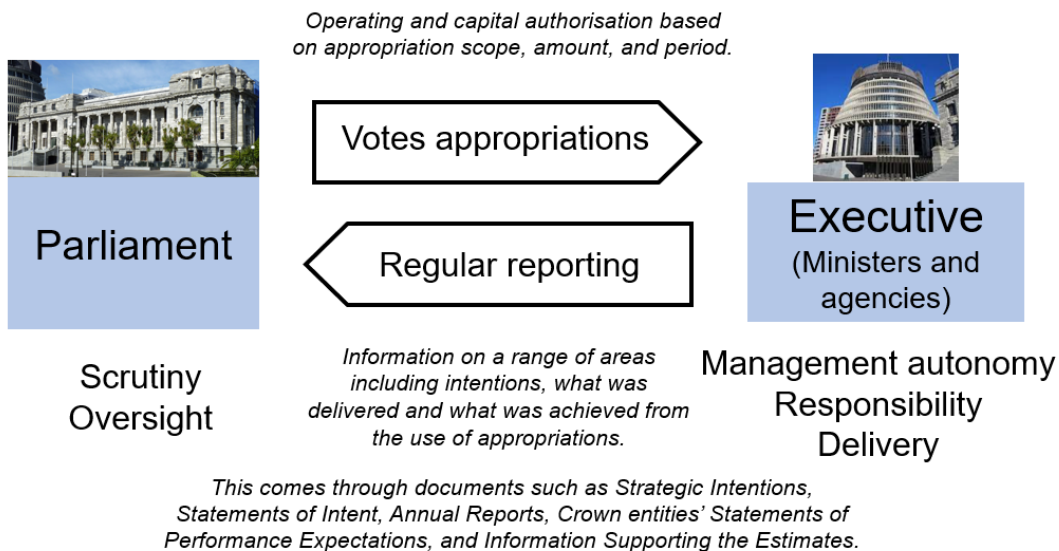 Operating and capital authorisation based
on appropriation scope, amount, and period.
Votes appropriations
Parliament
Executive
(Ministers and
agencies)
Regular reporting
Scrutiny
Oversight
Information on a range of areas
including intentions, what was
delivered and what was achieved from
the use of appropriations.
Management autonomy
Responsibility
Delivery
This comes through documents such as Strategic Intentions,
Statements of Intent, Annual Reports, Crown entities’ Statements of
Performance Expectations, and Information Supporting the Estimates.